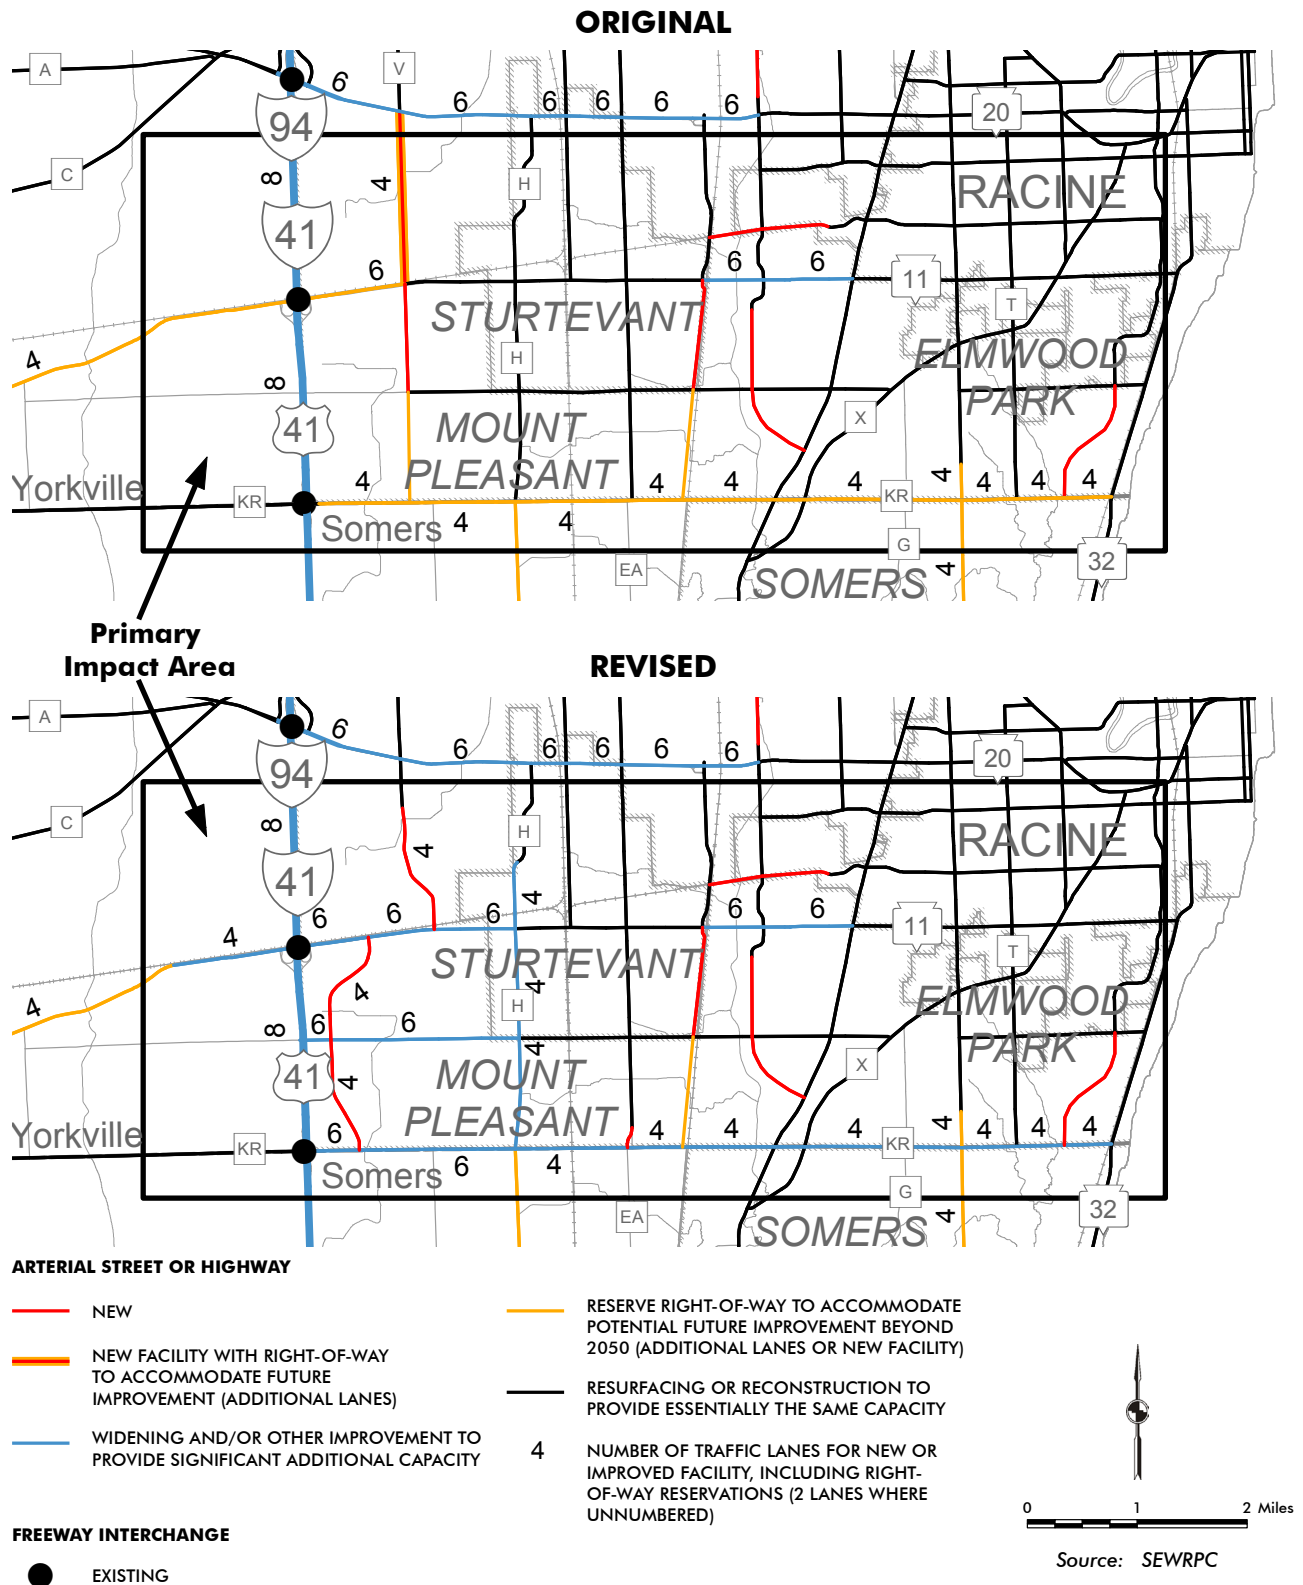 ORIGINAL
A
V
6
6
6
6
6
6
20
94
C
8
4
H
RACINE
41
6
6
6
11
STURTEVANT
T
4
H
ELMWOOD
PARK
8
41
MOUNT
PLEASANT
X
Yorkville
KR
4
4
4
4
KR
4
4
4
4
Somers
4
4
EA
G
4
32
SOMERS
Primary
Impact Area
REVISED
A
6
6
6
6
6
6
20
94
C
8
4
H
RACINE
41
4
6
6
6
6
6
11
4
STURTEVANT
T
4
4
4
H
ELMWOOD
PARK
8
6
6
4
41
4
MOUNT
PLEASANT
X
Yorkville
KR
6
4
4
4
KR
4
4
4
4
Somers
6
4
EA
G
4
32
SOMERS
ARTERIAL STREET OR HIGHWAY
NEW
NEW FACILITY WITH RIGHT-OF-WAY
TO ACCOMMODATE FUTURE
IMPROVEMENT (ADDITIONAL LANES)
WIDENING AND/OR OTHER IMPROVEMENT TO
PROVIDE SIGNIFICANT ADDITIONAL CAPACITY
FREEWAY INTERCHANGE
EXISTING
RESERVE RIGHT-OF-WAY TO ACCOMMODATE
POTENTIAL FUTURE IMPROVEMENT BEYOND
2050 (ADDITIONAL LANES OR NEW FACILITY)
RESURFACING OR RECONSTRUCTION TO
PROVIDE ESSENTIALLY THE SAME CAPACITY
4
NUMBER OF TRAFFIC LANES FOR NEW OR
IMPROVED FACILITY, INCLUDING RIGHT-
OF-WAY RESERVATIONS (2 LANES WHERE
UNNUMBERED)
0 1 2 Miles
Source: SEWRPC